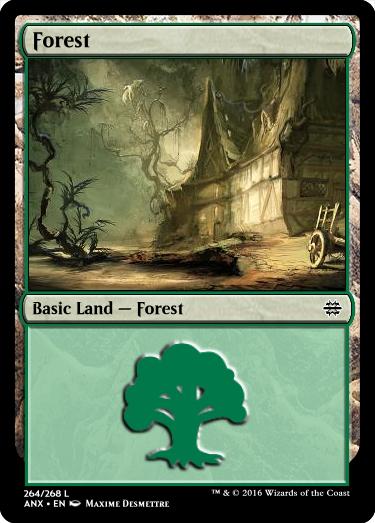 Forest
Basic Land — Forest
264/268 L
ANX • EN Maxime Desmettre
™ & © 2016 Wizards of the Coast